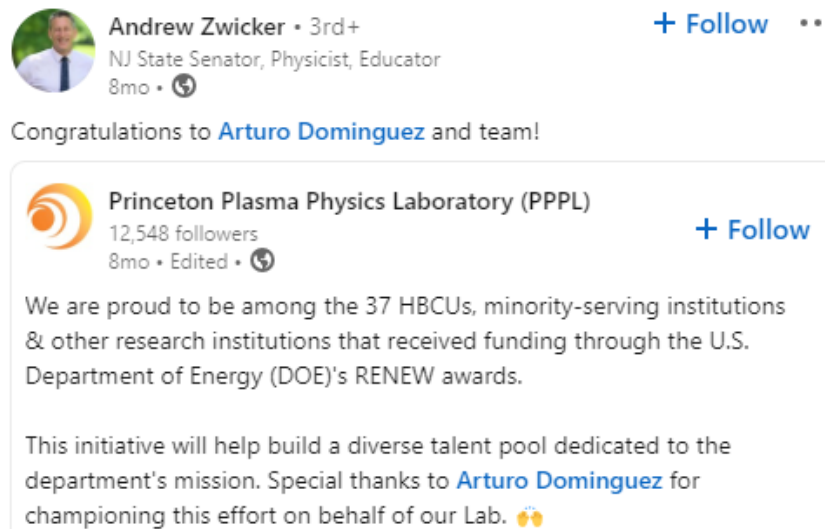 Andrew Zwicker • 3rd+
+ Follow ••
NJ State Senator, Physicist, Educator
8mo •
Congratulations to Arturo Dominguez and team!
Princeton Plasma Physics Laboratory (PPPL)
12,548 followers
+ Follow
8mo • Edited •
We are proud to be among the 37 HBCUs, minority-serving institutions
& other research institutions that received funding through the U.S.
Department of Energy (DOE)'s RENEW awards.
This initiative will help build a diverse talent pool dedicated to the
department's mission. Special thanks to Arturo Dominguez for
championing this effort on behalf of our Lab. 🙌